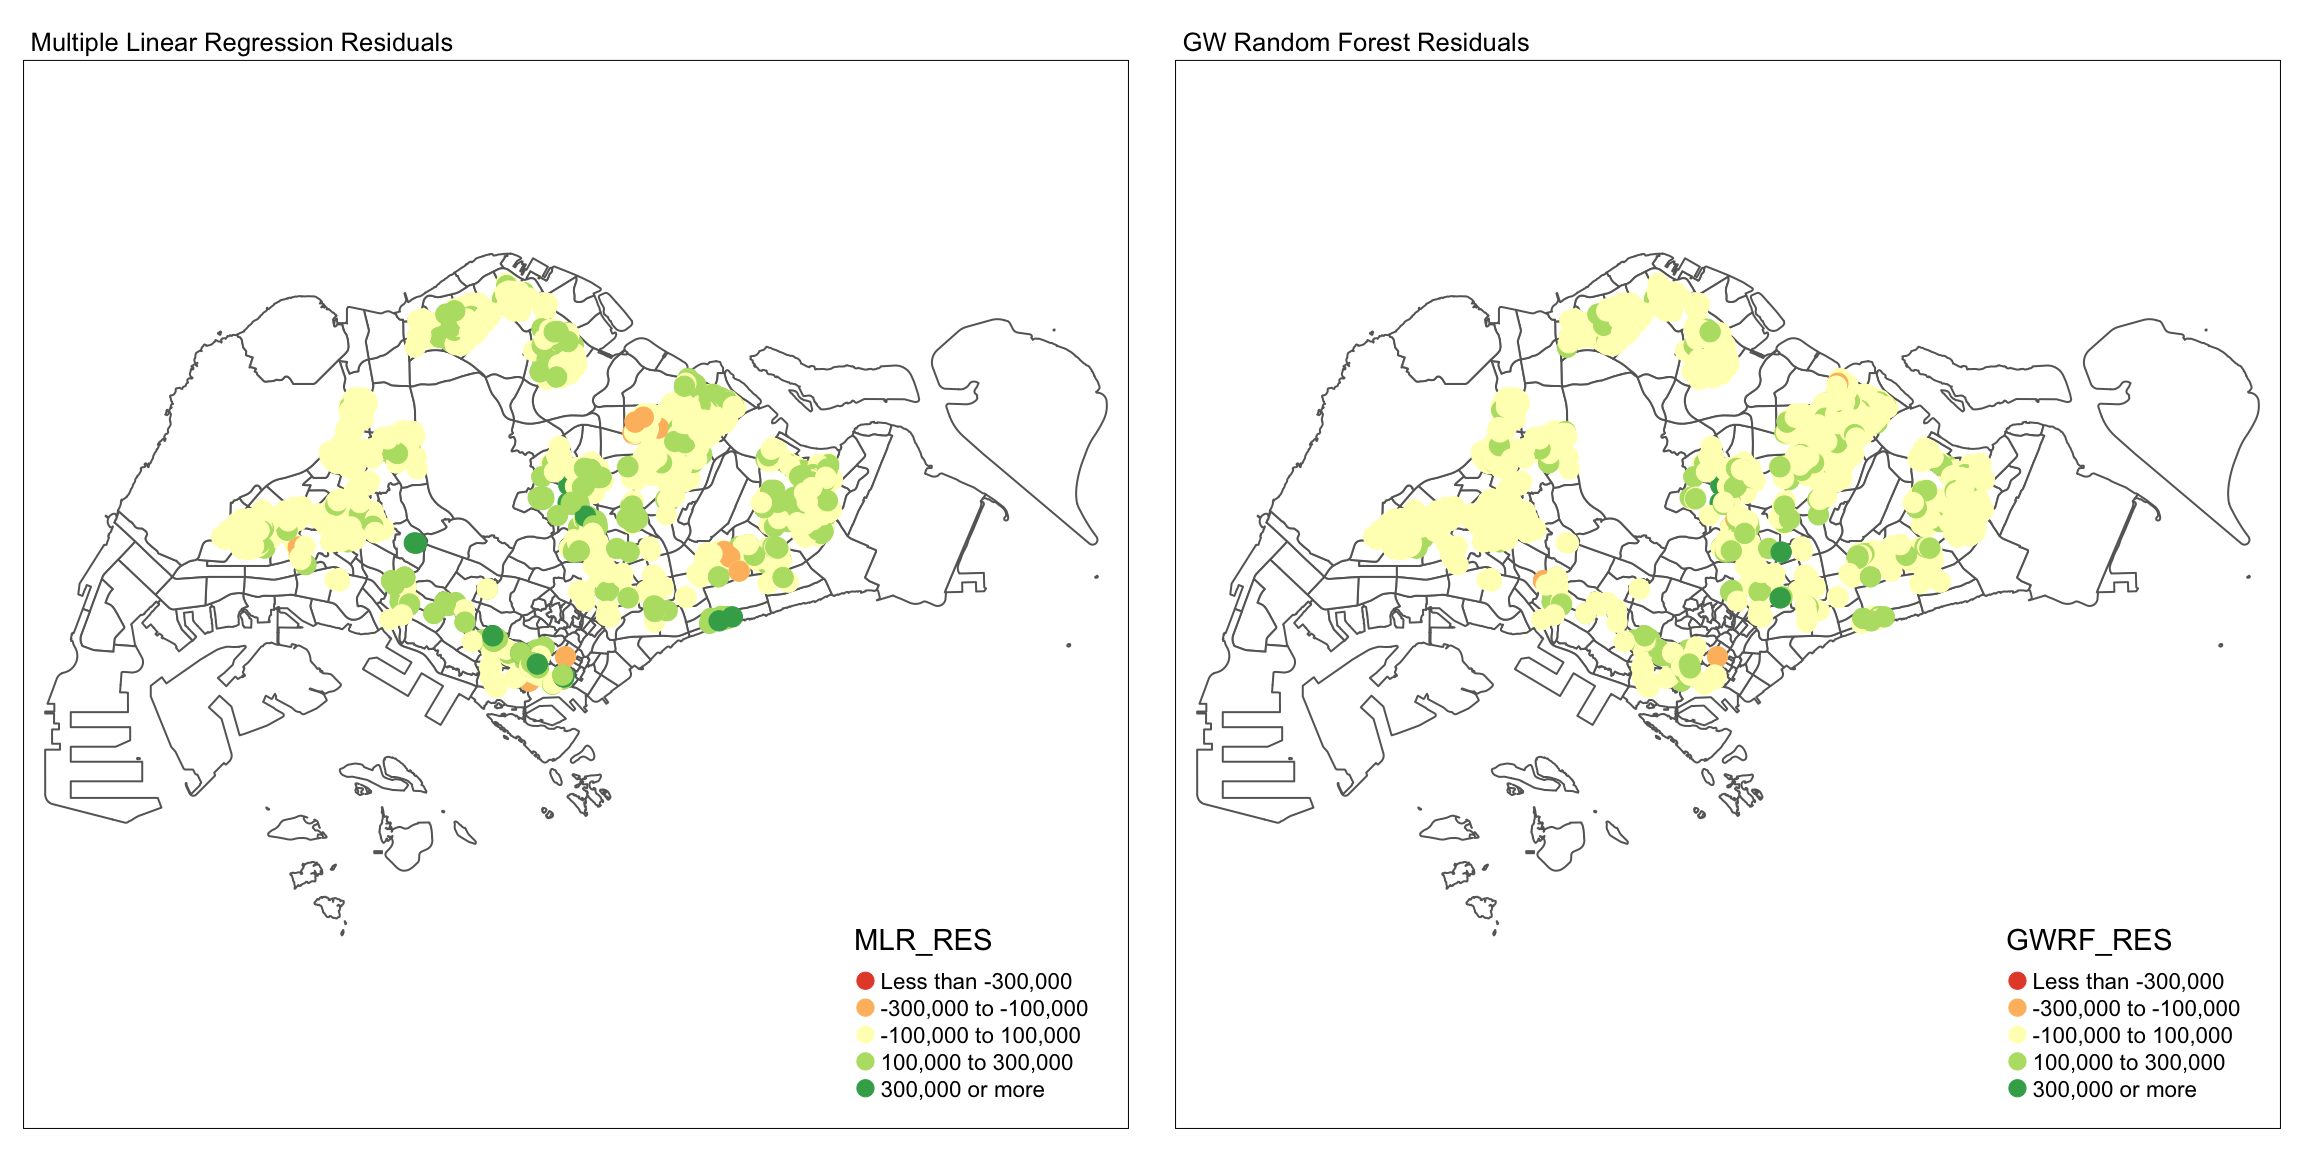 Multiple Linear Regression Residuals
MLR_RES
Less than -300,000
-300,000 to -100,000
-100,000 to 100,000
100,000 to 300,000
300,000 or more
GW Random Forest Residuals
GWRF_RES
Less than -300,000
-300,000 to -100,000
-100,000 to 100,000
100,000 to 300,000
300,000 or more